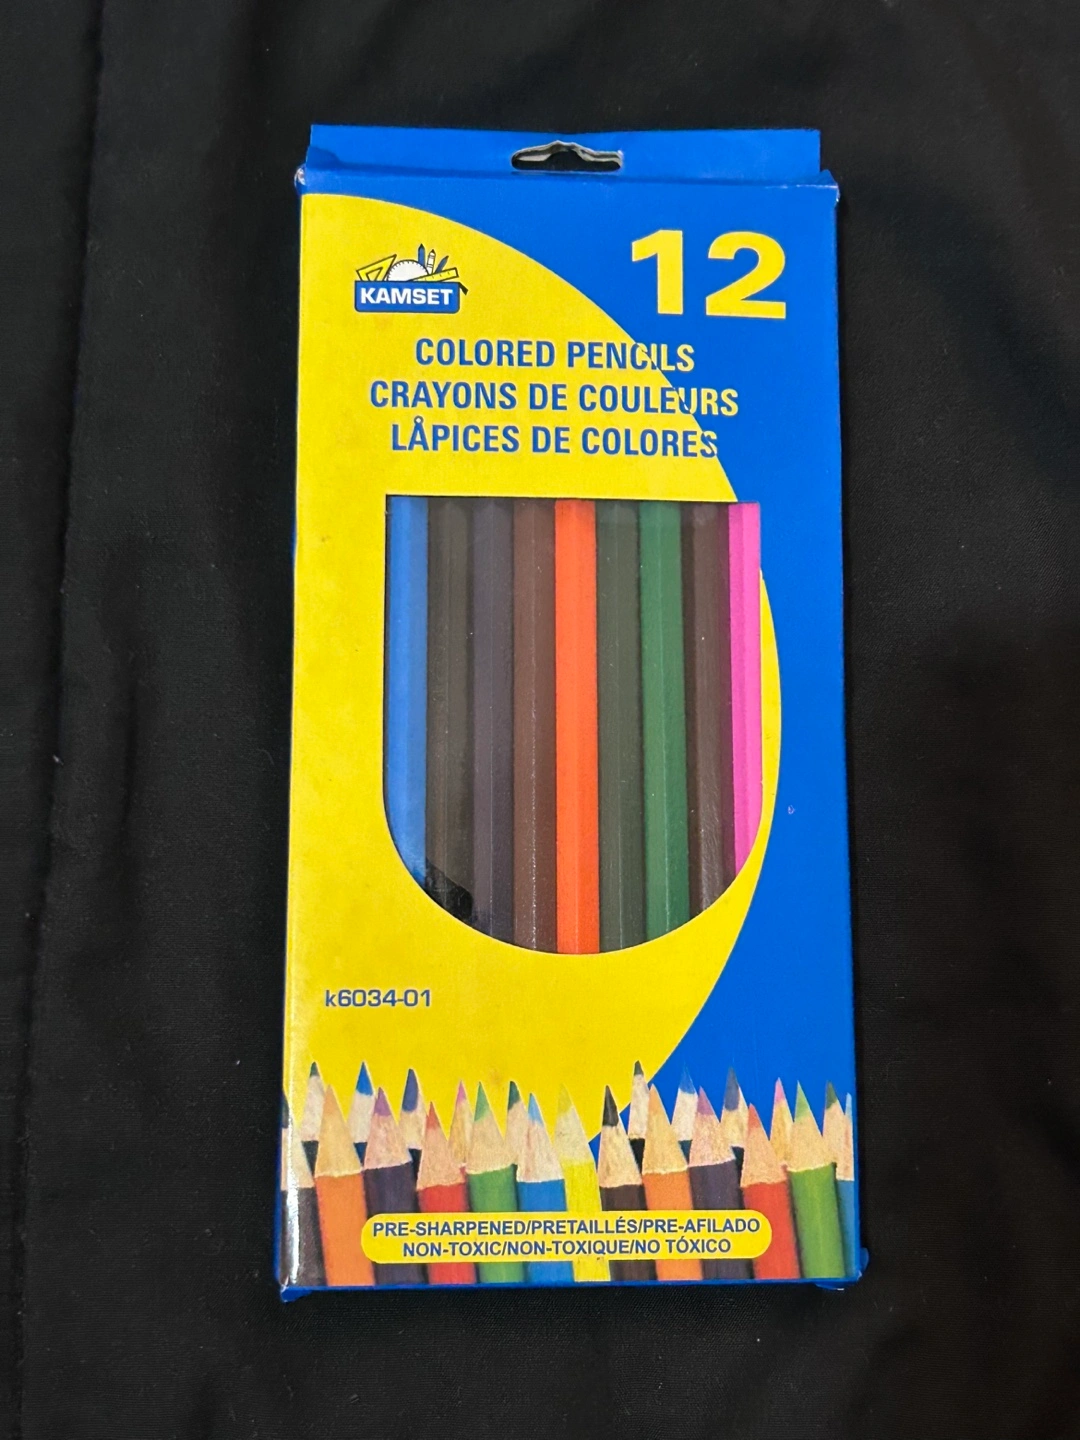 12
KAMSET
COLORED PENCILS
CRAYONS DE COULEURS
LÅPICES DE COLORES
k6034-01
PRE-SHARPENED/PRETAILLÉS/PRE-AFILADO
NON-TOXIC/NON-TOXIQUE/NO TÓXICO